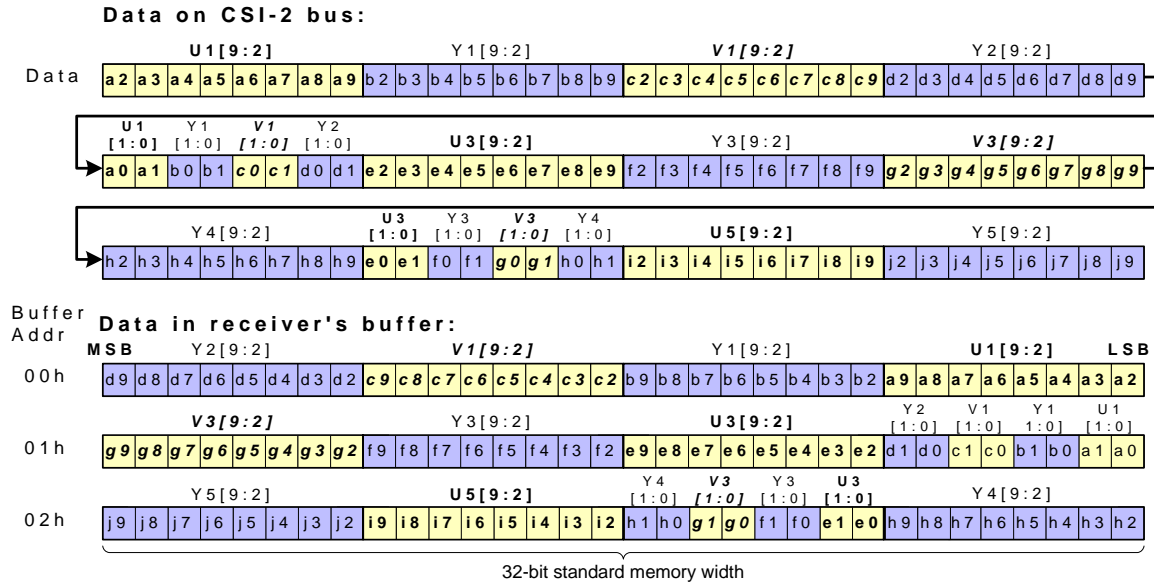 Data on CSI-2 bus:
U1[9:2] Y1[9:2] V1[9:2] Y2[9:2]
Data a2 a3 a4 a5 a6 a7 a8 a9 b2 b3 b4 b5 b6 b7 b8 b9 c2 c3 c4 c5 c6 c7 c8 c9 d2 d3 d4 d5 d6 d7 d8 d9
U1 Y1 V1 Y2
[1:0] [1:0] [1:0] [1:0] U3[9:2] Y3[9:2] V3[9:2]
a0 a1 b0 b1 c0 c1 d0 d1 e2 e3 e4 e5 e6 e7 e8 e9 f2 f3 f4 f5 f6 f7 f8 f9 g2 g3 g4 g5 g6 g7 g8 g9
U3 Y3 V3 Y4
Y4[9:2] [1:0] [1:0] [1:0] [1:0] U5[9:2] Y5[9:2]
h2 h3 h4 h5 h6 h7 h8 h9 e0 e1 f0 f1 g0 g1 h0 h1 i2 i3 i4 i5 i6 i7 i8 i9 j2 j3 j4 j5 j6 j7 j8 j9
Buffer
Addr Data in receiver's buffer:
MSB Y2[9:2] V1[9:2] Y1[9:2] U1[9:2] LSB
00h d9 d8 d7 d6 d5 d4 d3 d2 c9 c8 c7 c6 c5 c4 c3 c2 b9 b8 b7 b6 b5 b4 b3 b2 a9 a8 a7 a6 a5 a4 a3 a2
Y2 V1 Y1 U1
V3[9:2] Y3[9:2] U3[9:2] [1:0] [1:0] 1:0] [1:0]
01h g9 g8 g7 g6 g5 g4 g3 g2 f9 f8 f7 f6 f5 f4 f3 f2 e9 e8 e7 e6 e5 e4 e3 e2 d1 d0 c1 c0 b1 b0 a1 a0
Y4 V3 Y3 U3
Y5[9:2] U5[9:2] [1:0] [1:0] [1:0] [1:0] Y4[9:2]
02h j9 j8 j7 j6 j5 j4 j3 j2 i9 i8 i7 i6 i5 i4 i3 i2 h1 h0 g1 g0 f1 f0 e1 e0 h9 h8 h7 h6 h5 h4 h3 h2
32-bit standard memory width